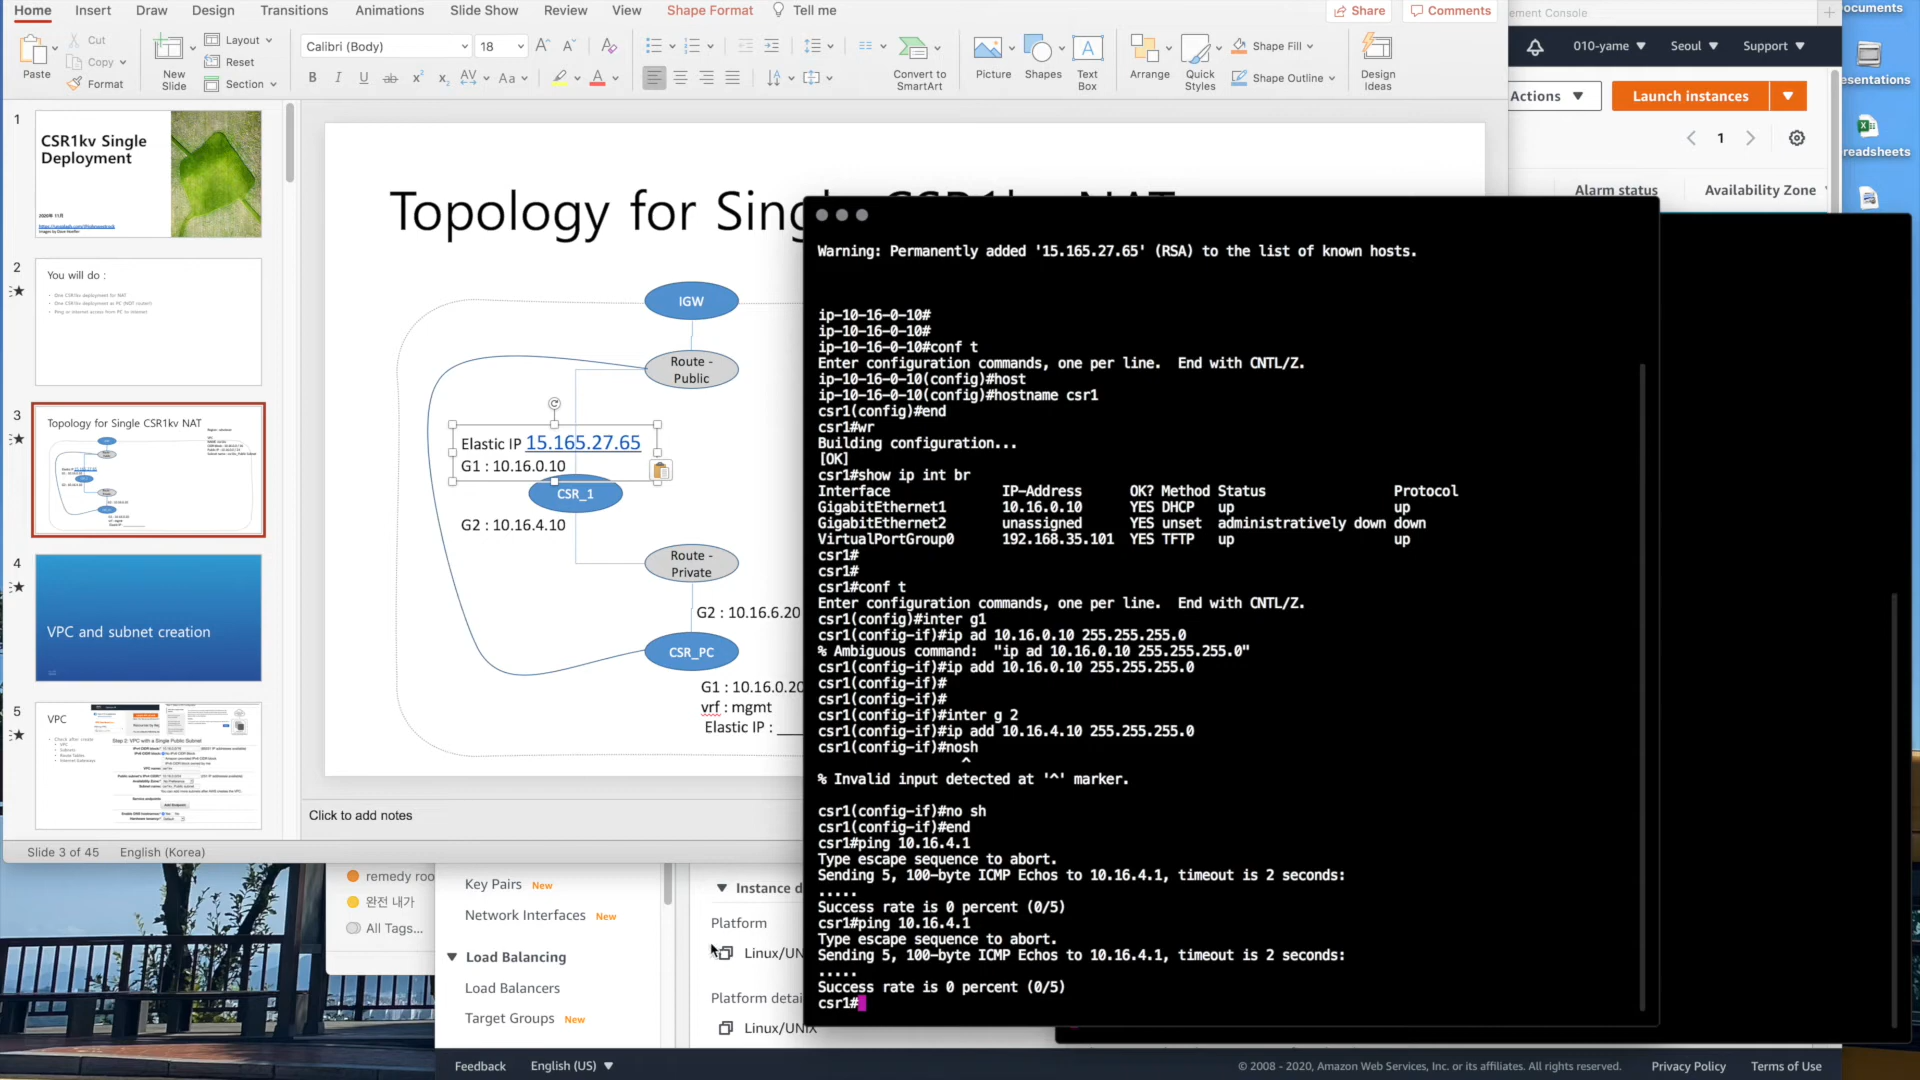 Home Insert Draw Design Transitions Animations Slide Show Review View Shape Format Tell me
Share Comments
Paste
Cut
Copy
Format
New Slide
Layout
Reset
Section
Calibri (Body) 18
Convert to SmartArt
Picture
Shapes
Text Box
Arrange
Quick Styles
Shape Fill
Shape Outline
Design Ideas
1
CSR1kv Single
Deployment
2
You will do :
3
Topology for Single CSR1kv NAT
4
VPC and subnet creation
5
VPC
Topology for Sing
IGW
Route -
Public
Elastic IP 15.165.27.65
G1 : 10.16.0.10
CSR_1
G2 : 10.16.4.10
Route -
Private
G2 : 10.16.6.20
CSR_PC
G1 : 10.16.0.20
vrf : mgmt
Elastic IP : ___
Click to add notes
Slide 3 of 45 English (Korea)
Warning: Permanently added '15.165.27.65' (RSA) to the list of known hosts.
ip-10-16-0-10#
ip-10-16-0-10#
ip-10-16-0-10#conf t
Enter configuration commands, one per line. End with CNTL/Z.
ip-10-16-0-10(config)#host
ip-10-16-0-10(config)#hostname csr1
csr1(config)#end
csr1#wr
Building configuration...
[OK]
csr1#show ip int br
Interface IP-Address OK? Method Status Protocol
GigabitEthernet1 10.16.0.10 YES DHCP up up
GigabitEthernet2 unassigned YES unset administratively down down
VirtualPortGroup0 192.168.35.101 YES TFTP up up
csr1#
csr1#
csr1#conf t
Enter configuration commands, one per line. End with CNTL/Z.
csr1(config)#inter g1
csr1(config-if)#ip ad 10.16.0.10 255.255.255.0
% Ambiguous command: "ip ad 10.16.0.10 255.255.255.0"
csr1(config-if)#ip add 10.16.0.10 255.255.255.0
csr1(config-if)#
csr1(config-if)#
csr1(config-if)#inter g 2
csr1(config-if)#ip add 10.16.4.10 255.255.255.0
csr1(config-if)#nosh
^
% Invalid input detected at '^' marker.
csr1(config-if)#no sh
csr1(config-if)#end
csr1#ping 10.16.4.1
Type escape sequence to abort.
Sending 5, 100-byte ICMP Echos to 10.16.4.1, timeout is 2 seconds:
.....
Success rate is 0 percent (0/5)
csr1#ping 10.16.4.1
Type escape sequence to abort.
Sending 5, 100-byte ICMP Echos to 10.16.4.1, timeout is 2 seconds:
.....
Success rate is 0 percent (0/5)
csr1#
ement Console
010-yame Seoul Support
Actions Launch instances
1
Alarm status Availability Zone
ocuments
esentations
readsheets
remedy roo
완전 내가
All Tags...
Key Pairs New
Network Interfaces New
Load Balancing
Load Balancers
Target Groups New
Instance d
Platform
Linux/UN
Platform detai
Linux/UNIX
Feedback English (US)
© 2008 - 2020, Amazon Web Services, Inc. or its affiliates. All rights reserved. Privacy Policy Terms of Use